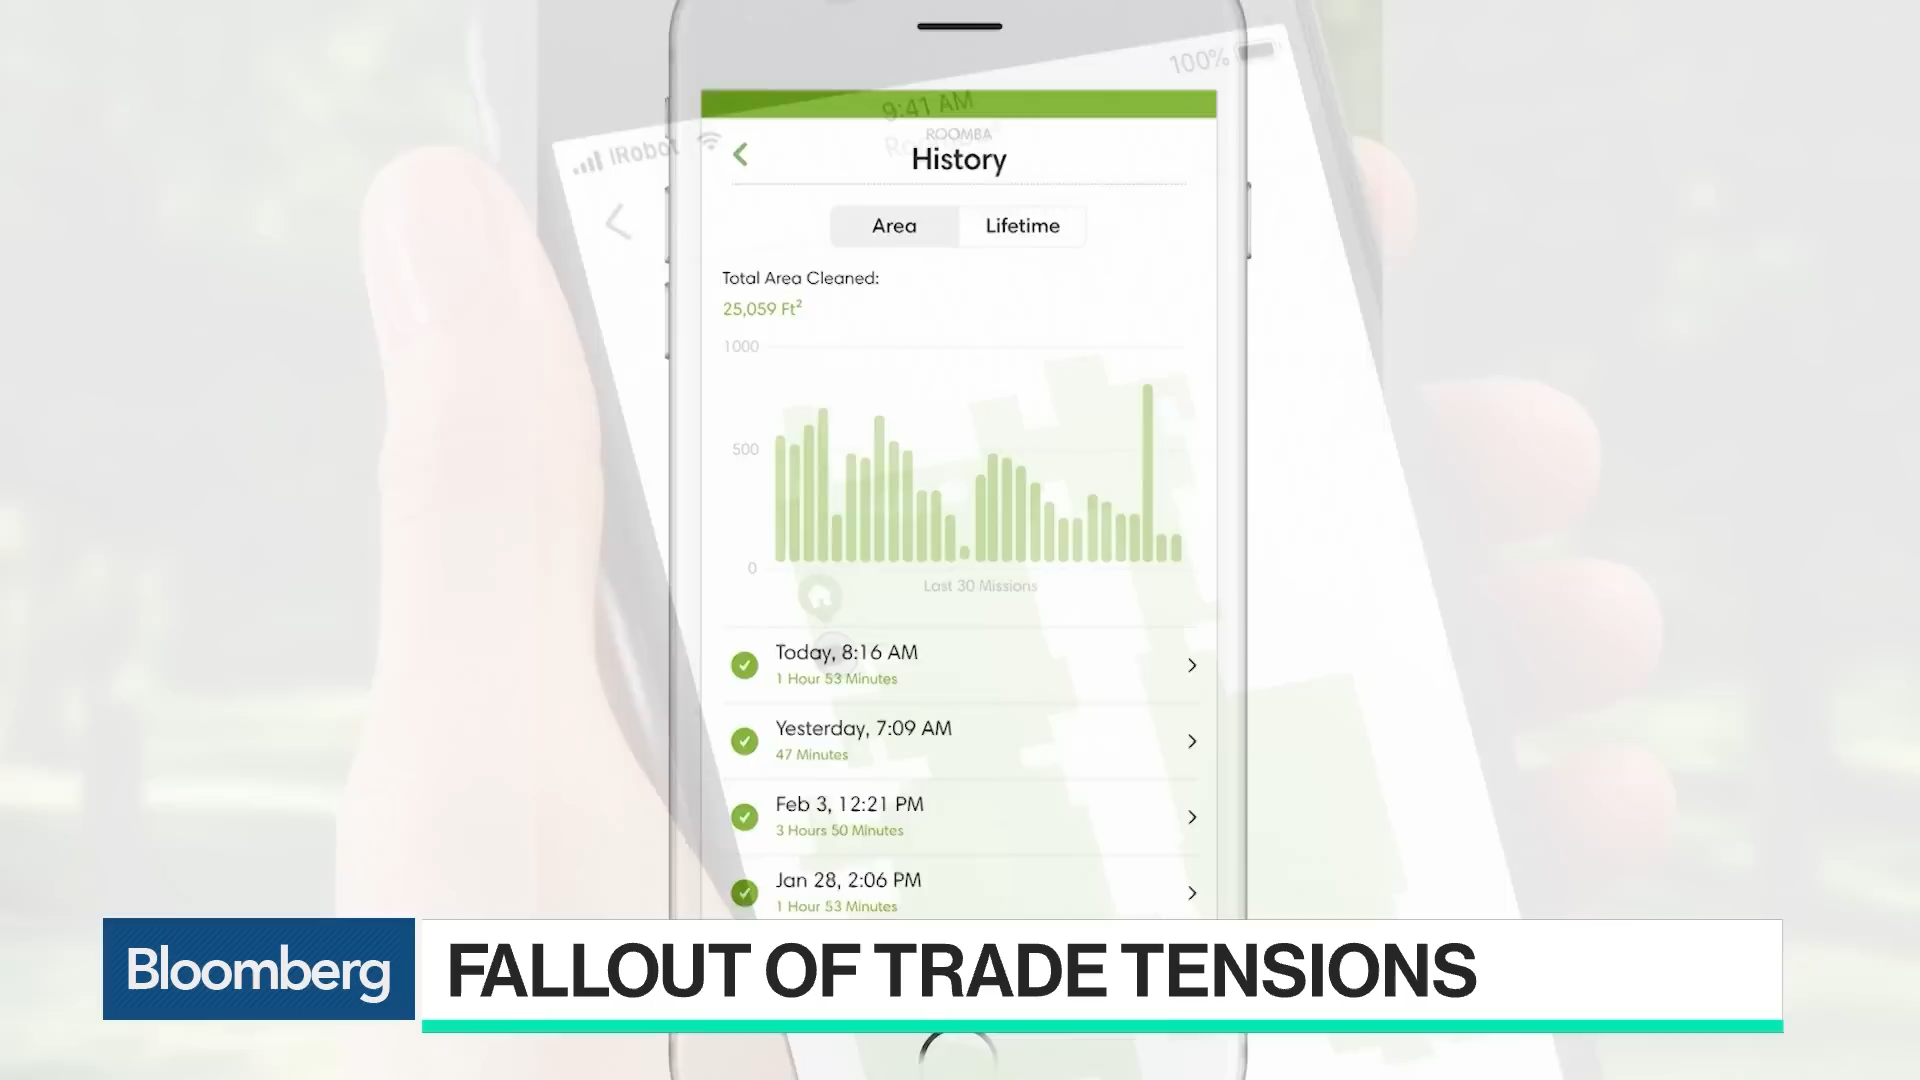 100%
9:41 AM
iRobot
ROOMBA
History
Area
Lifetime
Total Area Cleaned:
25,059 Ft²
1000
500
0
Last 30 Missions
Today, 8:16 AM
1 Hour 53 Minutes
Yesterday, 7:09 AM
47 Minutes
Feb 3, 12:21 PM
3 Hours 50 Minutes
Jan 28, 2:06 PM
1 Hour 53 Minutes
Bloomberg
FALLOUT OF TRADE TENSIONS